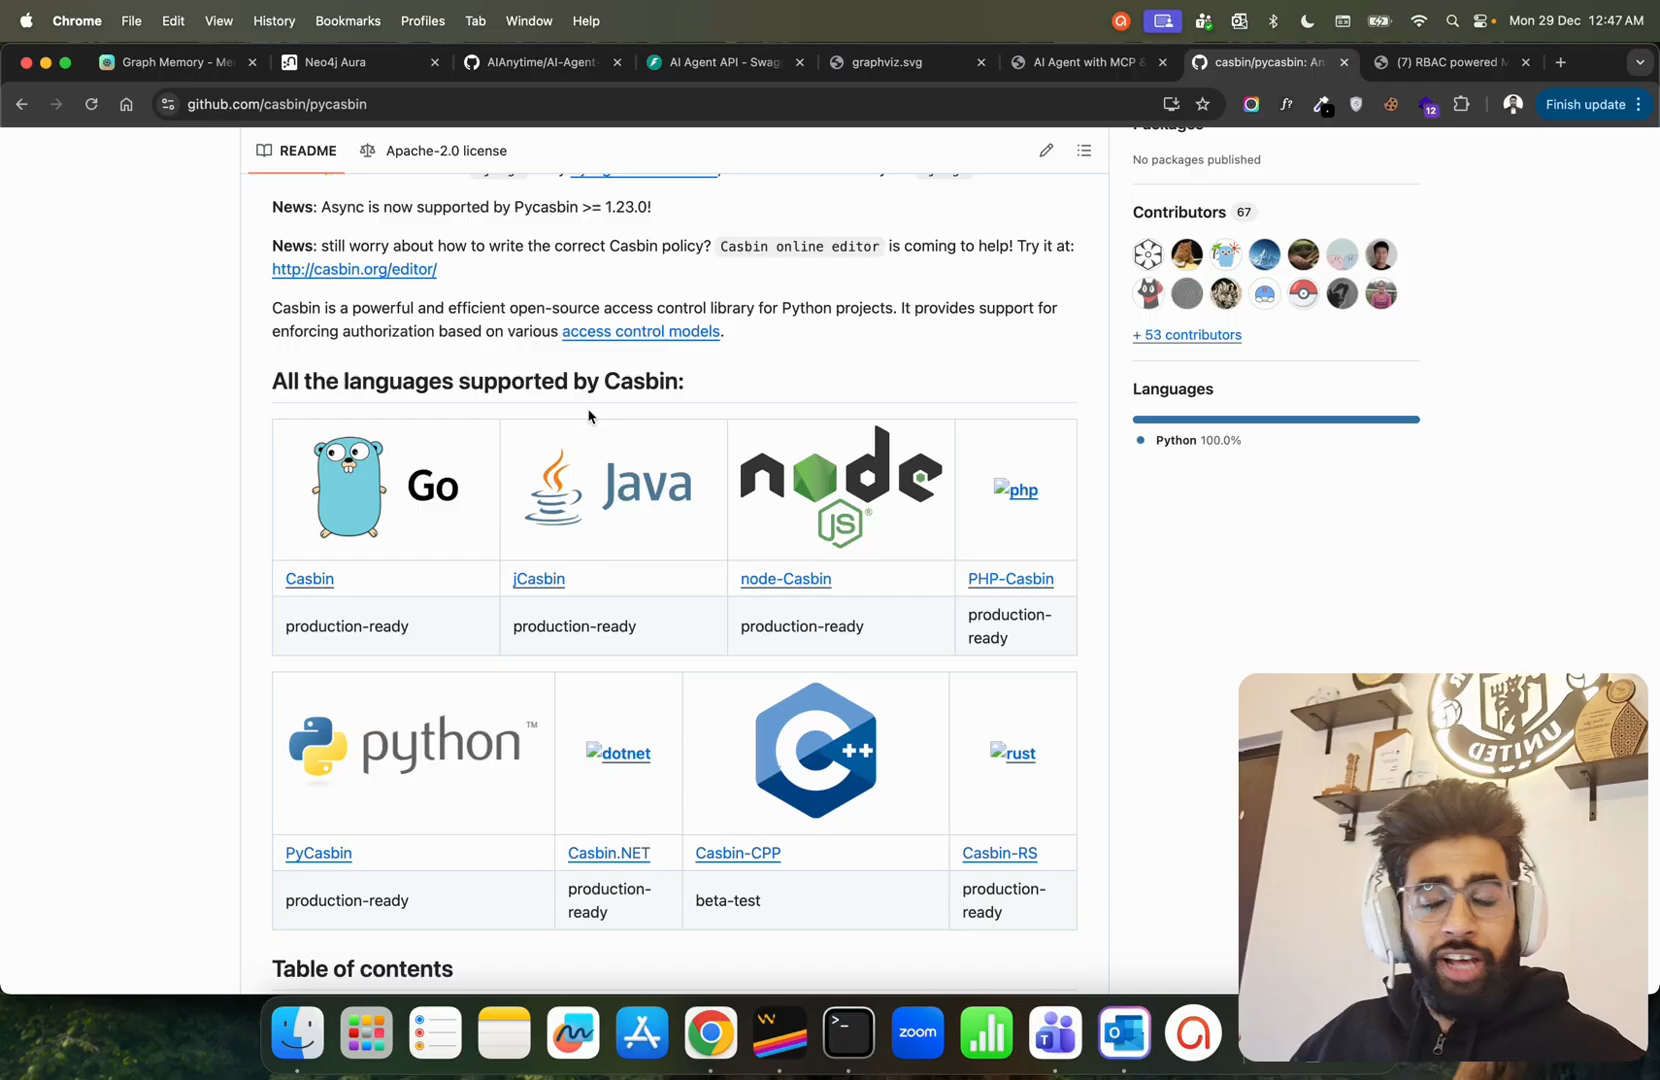 Chrome File Edit View History Bookmarks Profiles Tab Window Help Mon 29 Dec 12:47 AM
Graph Memory - Me Neo4j Aura AIAnytime/AI-Agent- AI Agent API - Swag graphviz.svg AI Agent with MCP & casbin/pycasbin: An (7) RBAC powered M
github.com/casbin/pycasbin f? 12 Finish update
README Apache-2.0 license
No packages published
News: Async is now supported by Pycasbin >= 1.23.0!
Contributors 67
News: still worry about how to write the correct Casbin policy? Casbin online editor is coming to help! Try it at:
http://casbin.org/editor/
Casbin is a powerful and efficient open-source access control library for Python projects. It provides support for
enforcing authorization based on various access control models.
+ 53 contributors
All the languages supported by Casbin:
Languages
Python 100.0%
Go Java node JS ® php
Casbin jCasbin node-Casbin PHP-Casbin
production-ready production-ready production-ready production-
ready
python ™ dotnet C++ rust
PyCasbin Casbin.NET Casbin-CPP Casbin-RS
production-ready production-
ready beta-test production-
ready
Table of contents
UNITED
zoom